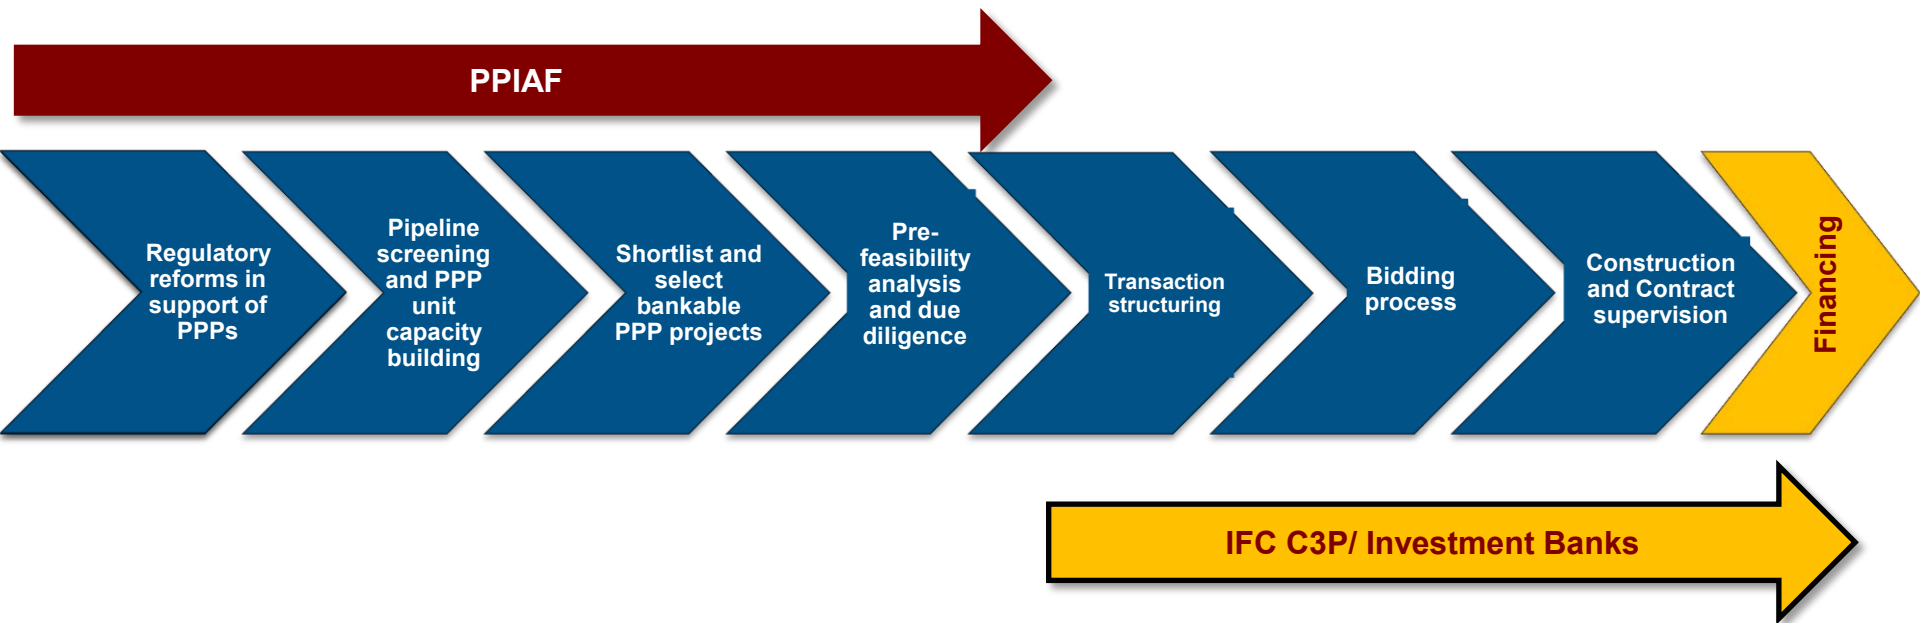 PPIAF
Regulatory
reforms in
support of
PPPs
Pipeline
screening
and PPP
unit
capacity
building
Shortlist and
select
bankable
PPP projects
Pre-
feasibility
analysis
and due
diligence
Transaction
structuring
Bidding
process
Construction
and Contract
supervision
Financing
IFC C3P/ Investment Banks